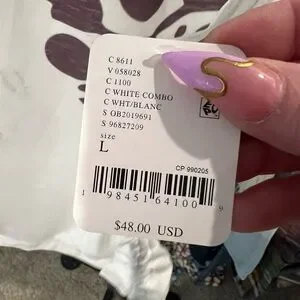 C 8611
V 058028
C 1100
C WHITE COMBO
C WHT/BLANC
S OB2019691
S 96827209
size
L
CP 990205
1 98451 64100 9
$48.00 USD